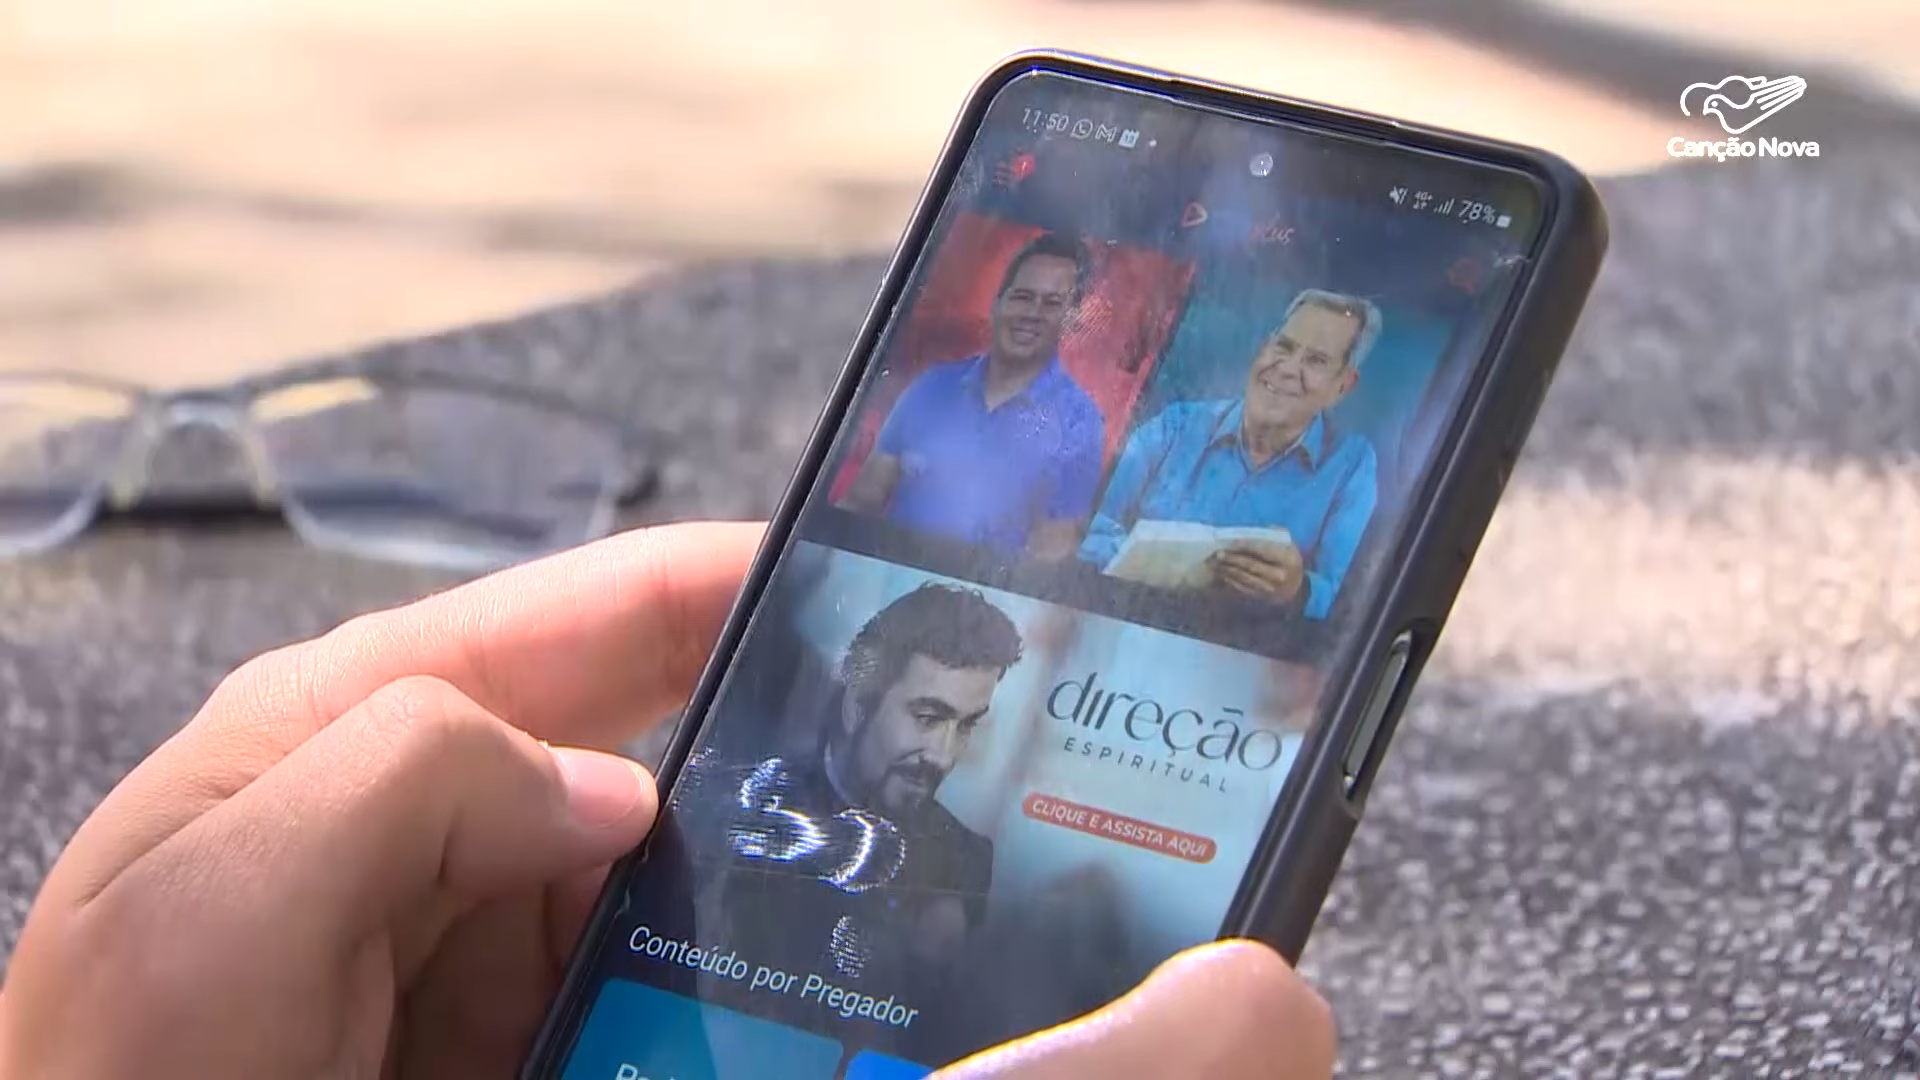 Canção Nova
11:50
78%
direção
ESPIRITUAL
CLIQUE E ASSISTA AQUI
Conteúdo por Pregador